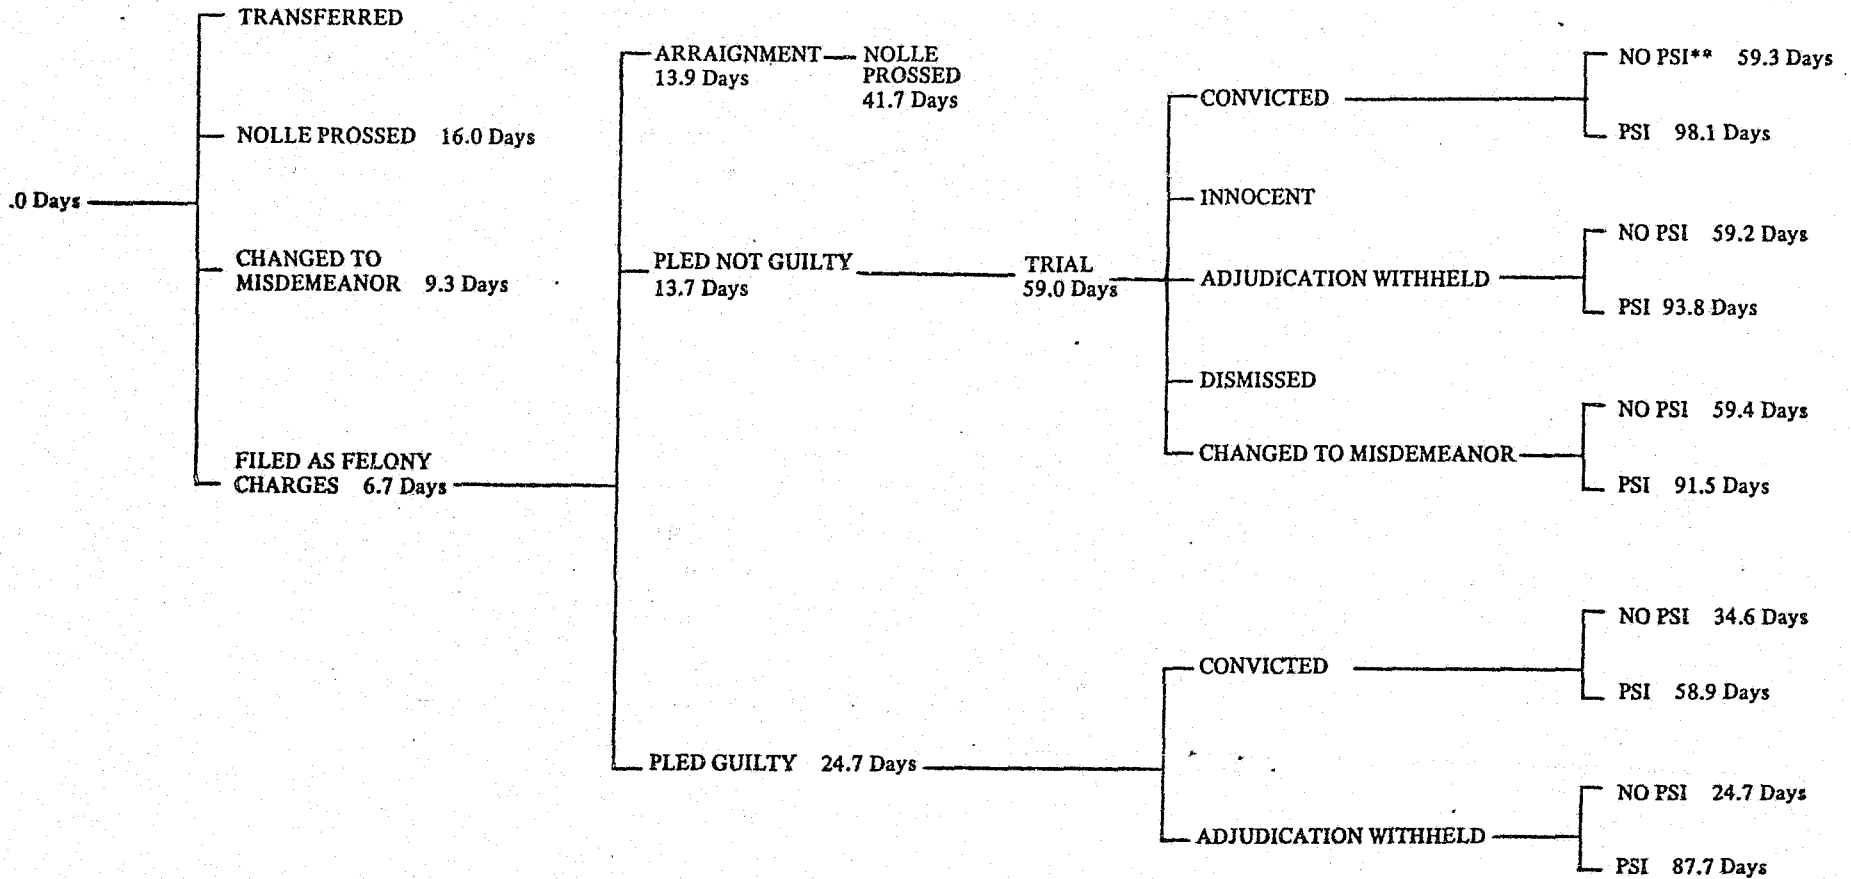 TRANSFERRED
NOLLE PROSSED 16.0 Days
.0 Days
CHANGED TO
MISDEMEANOR 9.3 Days
FILED AS FELONY
CHARGES 6.7 Days
ARRAIGNMENT
13.9 Days
NOLLE
PROSSED
41.7 Days
PLED NOT GUILTY
13.7 Days
TRIAL
59.0 Days
PLED GUILTY 24.7 Days
CONVICTED
INNOCENT
ADJUDICATION WITHHELD
DISMISSED
CHANGED TO MISDEMEANOR
CONVICTED
ADJUDICATION WITHHELD
NO PSI** 59.3 Days
PSI 98.1 Days
NO PSI 59.2 Days
PSI 93.8 Days
NO PSI 59.4 Days
PSI 91.5 Days
NO PSI 34.6 Days
PSI 58.9 Days
NO PSI 24.7 Days
PSI 87.7 Days